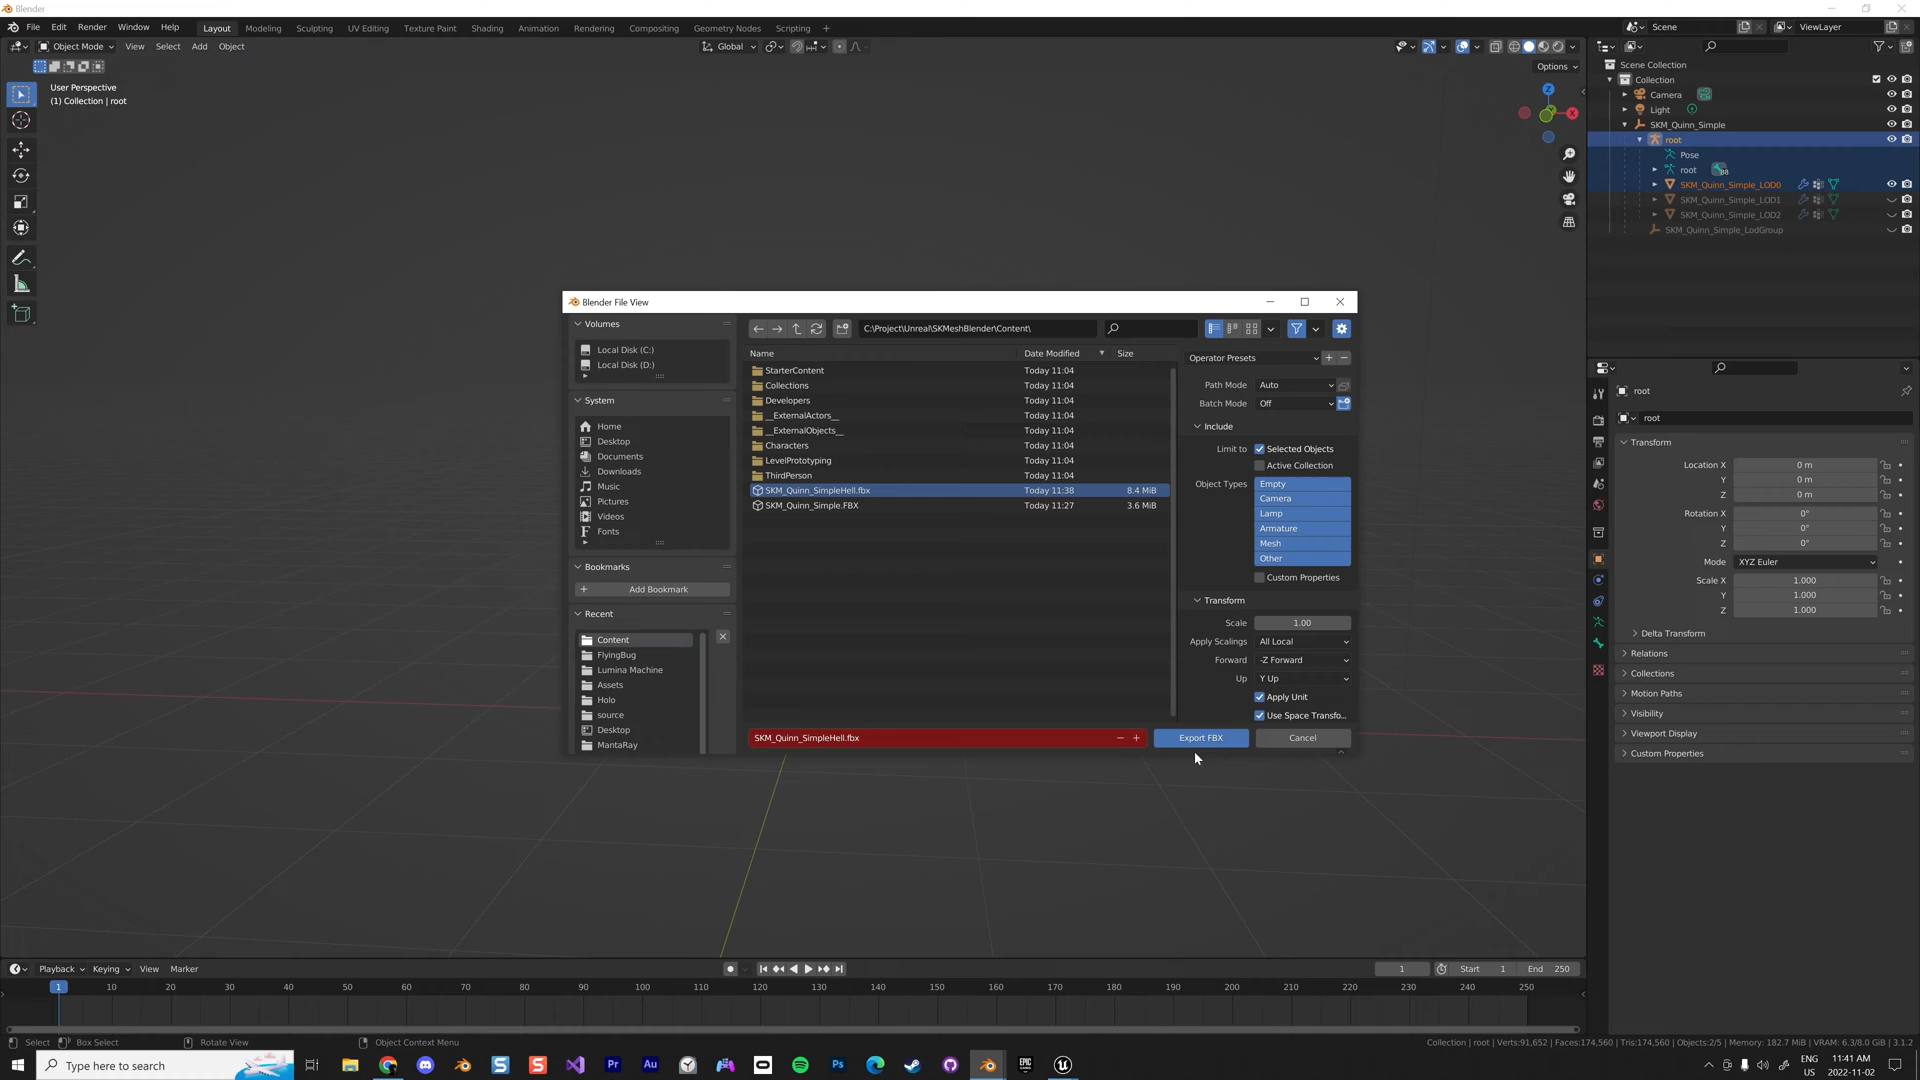 Blender
File Edit Render Window Help Layout Modeling Sculpting UV Editing Texture Paint Shading Animation Rendering Compositing Geometry Nodes Scripting + Scene ViewLayer
Object Mode View Select Add Object Global
Options
User Perspective
(1) Collection | root
Z
Y
X
Scene Collection
Collection
Camera
Light
SKM_Quinn_Simple
root
Pose
root 88
SKM_Quinn_Simple_LOD0
SKM_Quinn_Simple_LOD1
SKM_Quinn_Simple_LOD2
SKM_Quinn_Simple_LodGroup
Blender File View
Volumes
Local Disk (C:)
Local Disk (D:)
System
Home
Desktop
Documents
Downloads
Music
Pictures
Videos
Fonts
Bookmarks
+ Add Bookmark
Recent
Content
FlyingBug
Lumina Machine
Assets
Holo
source
Desktop
MantaRay
C:\Project\Unreal\SKMeshBlender\Content\
Name Date Modified Size
StarterContent Today 11:04
Collections Today 11:04
Developers Today 11:04
__ExternalActors__ Today 11:04
__ExternalObjects__ Today 11:04
Characters Today 11:04
LevelPrototyping Today 11:04
ThirdPerson Today 11:04
SKM_Quinn_SimpleHell.fbx Today 11:38 8.4 MiB
SKM_Quinn_Simple.FBX Today 11:27 3.6 MiB
SKM_Quinn_SimpleHell.fbx
Operator Presets
Path Mode Auto
Batch Mode Off
Include
Limit to Selected Objects
Active Collection
Object Types Empty
Camera
Lamp
Armature
Mesh
Other
Custom Properties
Transform
Scale 1.00
Apply Scalings All Local
Forward -Z Forward
Up Y Up
Apply Unit
Use Space Transfo...
Export FBX Cancel
root
root
Transform
Location X 0 m
Y 0 m
Z 0 m
Rotation X 0°
Y 0°
Z 0°
Mode XYZ Euler
Scale X 1.000
Y 1.000
Z 1.000
Delta Transform
Relations
Collections
Motion Paths
Visibility
Viewport Display
Custom Properties
Playback Keying View Marker 1 Start 1 End 250
1 10 20 30 40 50 60 70 80 90 100 110 120 130 140 150 160 170 180 190 200 210 220 230 240 250
Select Box Select Rotate View Object Context Menu Collection | root | Verts:91,652 | Faces:174,560 | Tris:174,560 | Objects:2/5 | Memory: 182.7 MiB | VRAM: 6.3/8.0 GiB | 3.1.2
Type here to search
Pr Au Ps EPIC GAMES
ENG
US
11:41 AM
2022-11-02